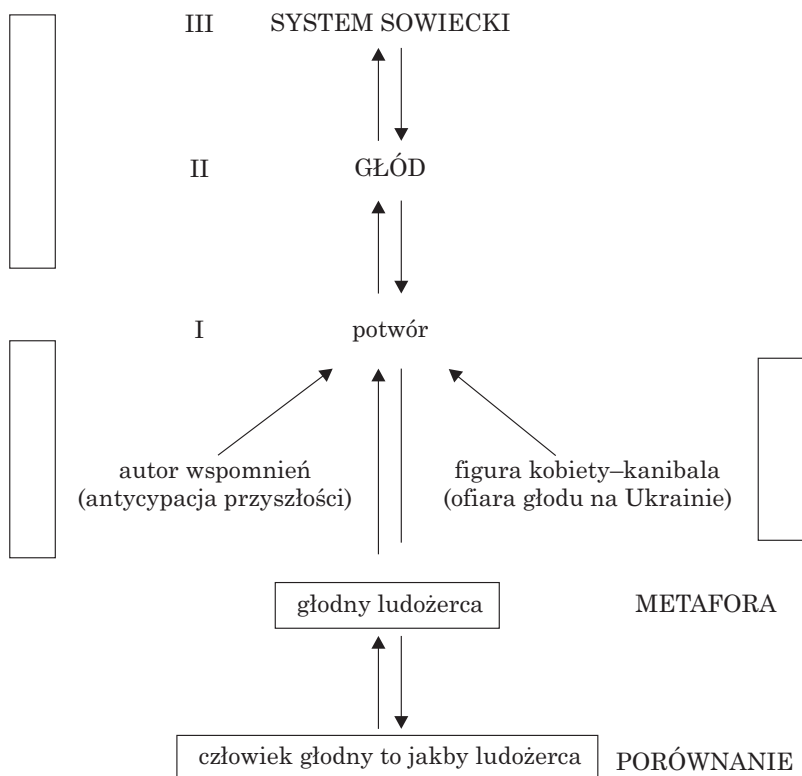 III SYSTEM SOWIECKI
II GŁÓD
I potwór
autor wspomnień
(antycypacja przyszłości)
figura kobiety–kanibala
(ofiara głodu na Ukrainie)
głodny ludożerca METAFORA
człowiek głodny to jakby ludożerca PORÓWNANIE